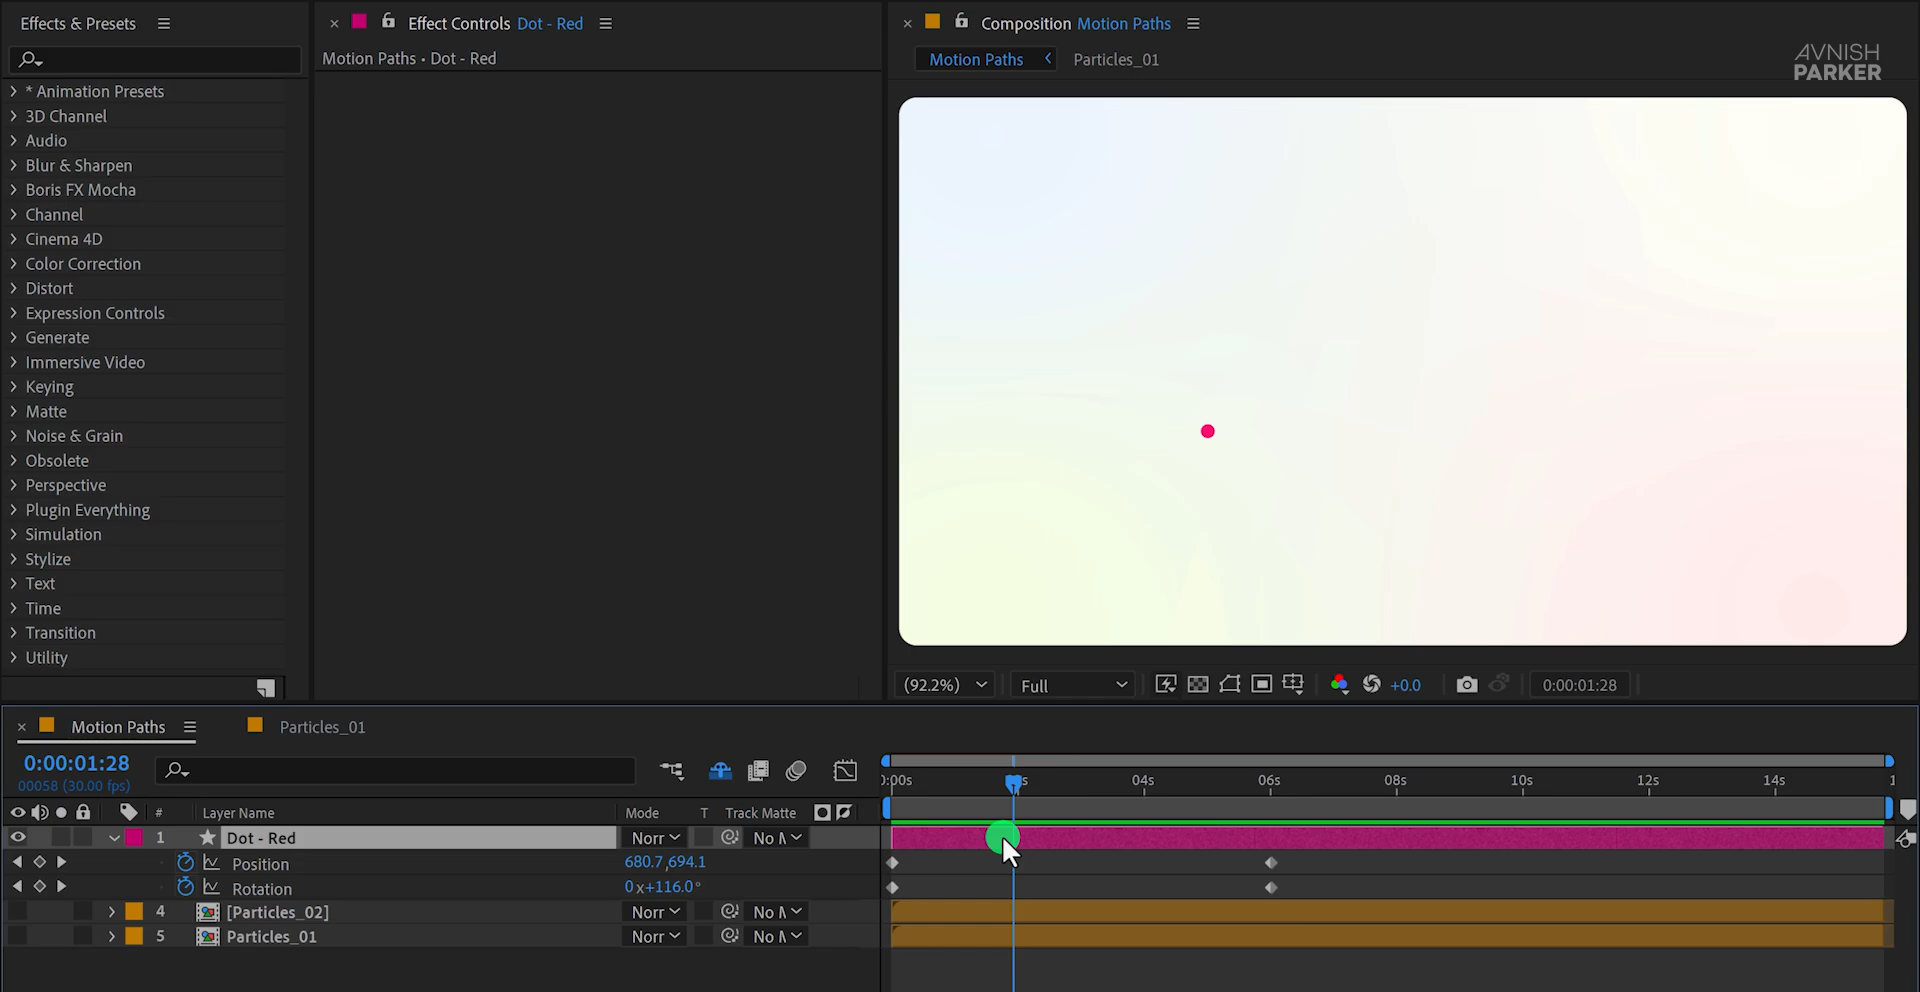 Effects & Presets
Effect Controls Dot - Red
Composition Motion Paths
Motion Paths • Dot - Red
Motion Paths
Particles_01
AVNISH
PARKER
* Animation Presets
3D Channel
Audio
Blur & Sharpen
Boris FX Mocha
Channel
Cinema 4D
Color Correction
Distort
Expression Controls
Generate
Immersive Video
Keying
Matte
Noise & Grain
Obsolete
Perspective
Plugin Everything
Simulation
Stylize
Text
Time
Transition
Utility
(92.2%)
Full
+0.0
0:00:01:28
Motion Paths
Particles_01
0:00:01:28
00058 (30.00 fps)
:00s
04s
06s
08s
10s
12s
14s
#
Layer Name
Mode
T
Track Matte
1
Dot - Red
Norr
No
Position
680.7,694.1
Rotation
0x+116.0°
4
[Particles_02]
Norr
No
5
Particles_01
Norr
No